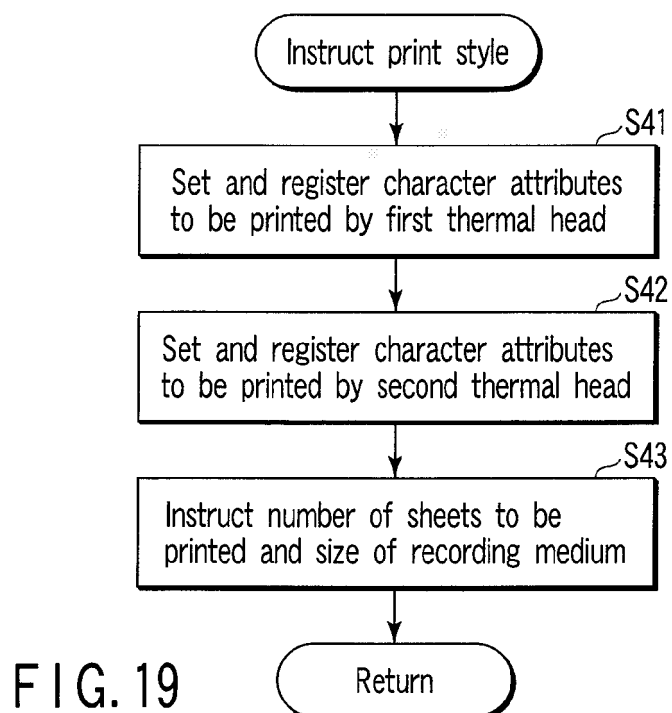 Instruct print style
S41
Set and register character attributes
to be printed by first thermal head
S42
Set and register character attributes
to be printed by second thermal head
S43
Instruct number of sheets to be
printed and size of recording medium
Return
FIG.19